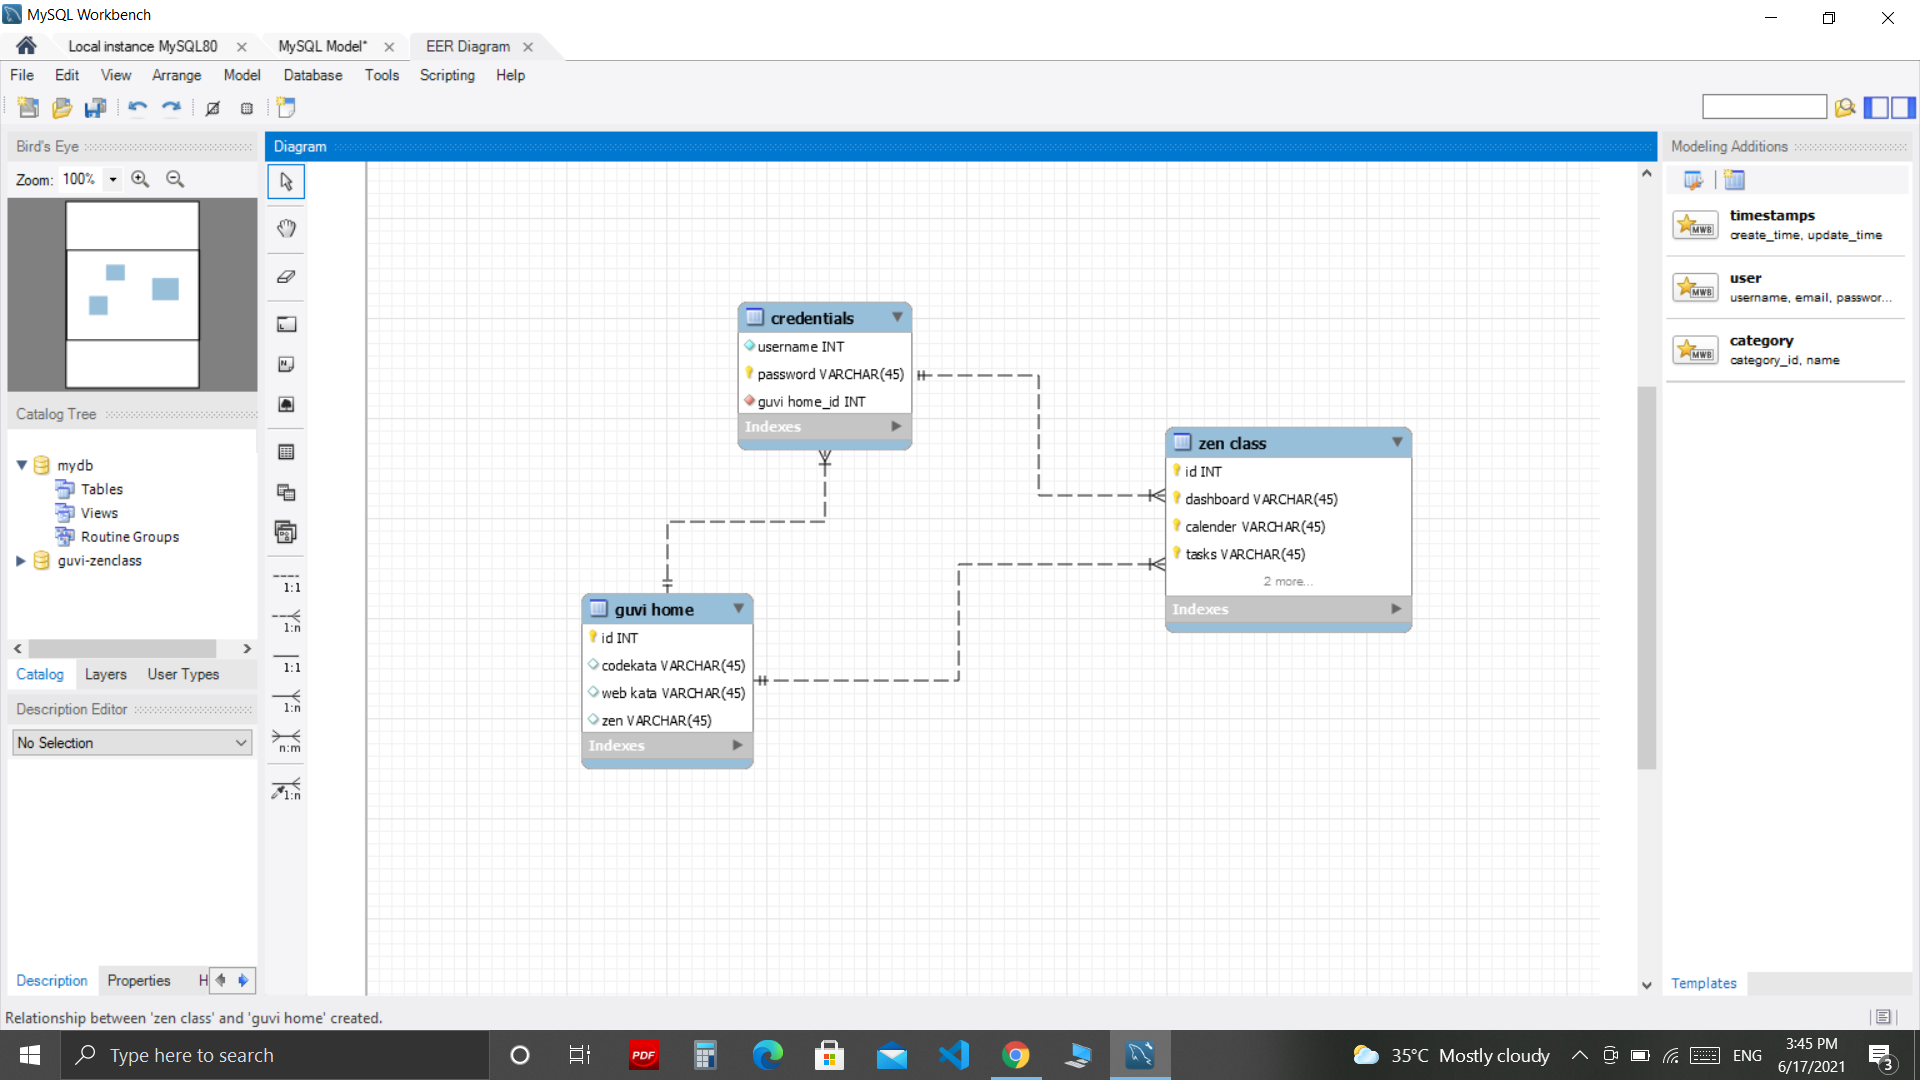 MySQL Workbench
Local instance MySQL80
MySQL Model*
EER Diagram
File Edit View Arrange Model Database Tools Scripting Help
Bird's Eye
Zoom: 100%
Catalog Tree
mydb
Tables
Views
Routine Groups
guvi-zenclass
Catalog Layers User Types
Description Editor
No Selection
Description Properties H
Diagram
1:1
1:n
1:1
1:n
n:m
1:n
credentials
username INT
password VARCHAR(45)
guvi home_id INT
Indexes
zen class
id INT
dashboard VARCHAR(45)
calender VARCHAR(45)
tasks VARCHAR(45)
2 more...
Indexes
guvi home
id INT
codekata VARCHAR(45)
web kata VARCHAR(45)
zen VARCHAR(45)
Indexes
Modeling Additions
MWB
timestamps
create_time, update_time
MWB
user
username, email, passwor...
MWB
category
category_id, name
Templates
Relationship between 'zen class' and 'guvi home' created.
Type here to search
PDF
35°C Mostly cloudy
ENG
3:45 PM
6/17/2021
3